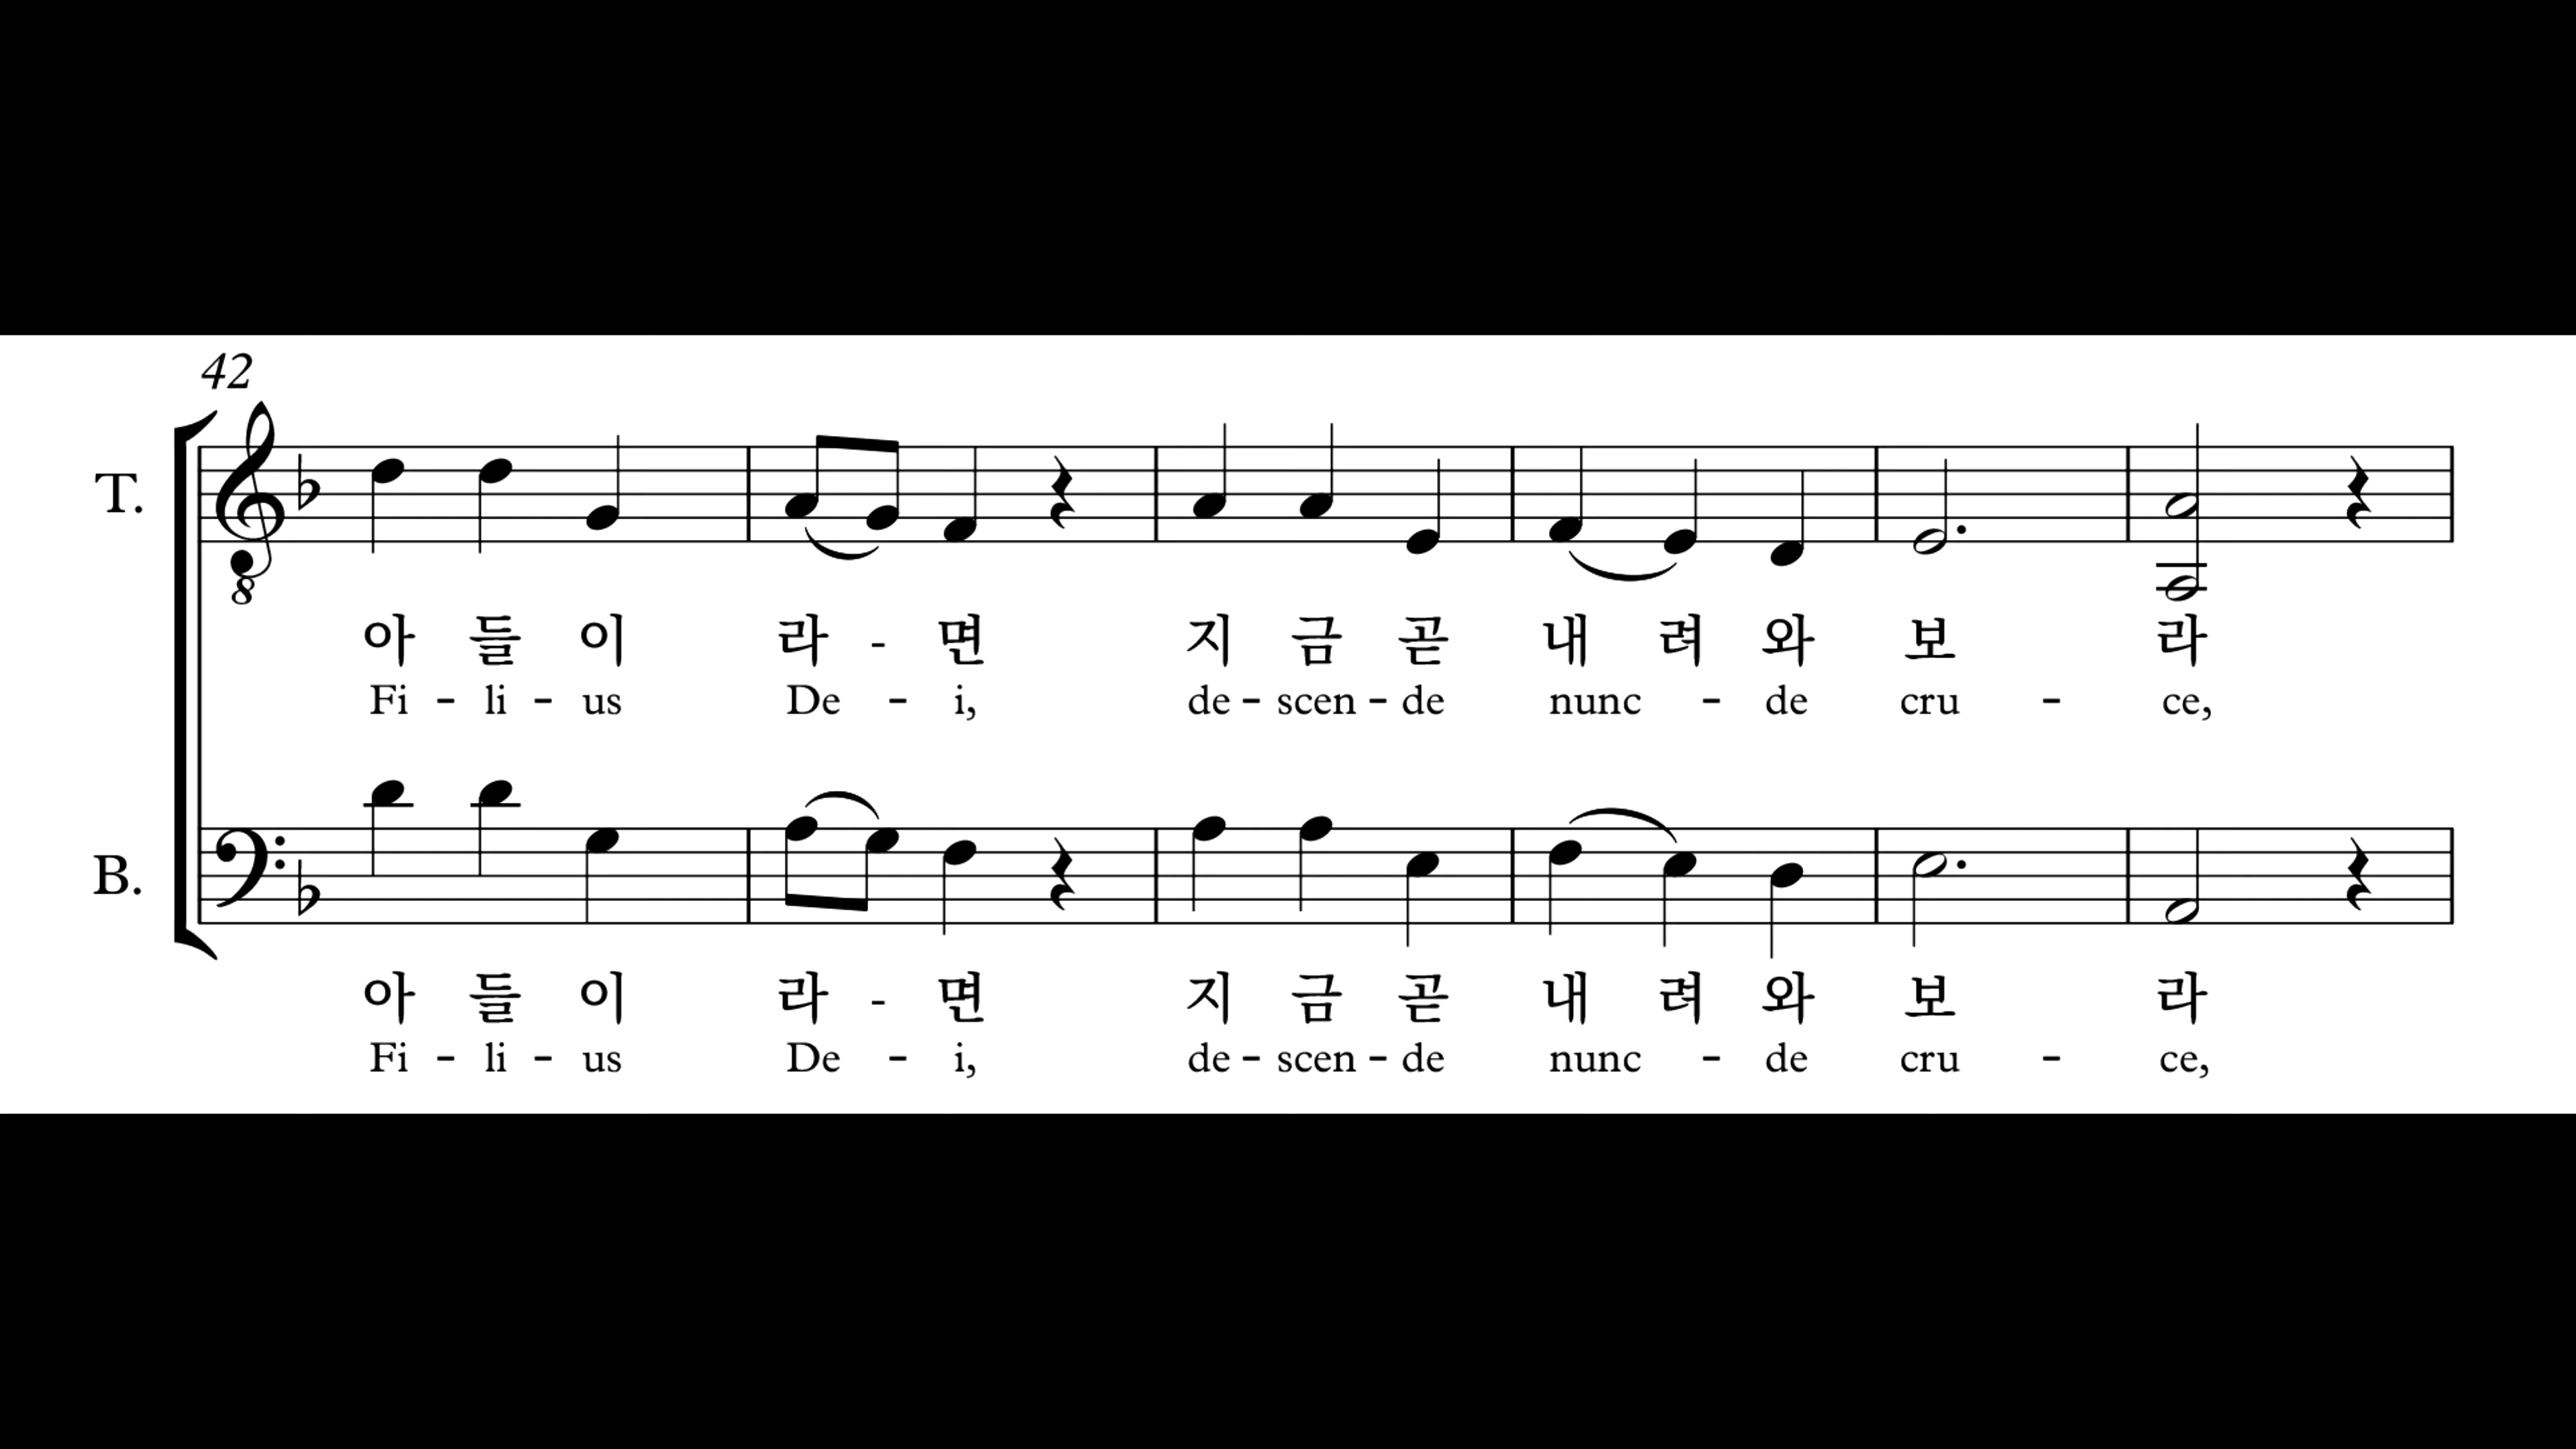 42
T.
8
아 들 이 라 - 면 지 금 곧 내 려 와 보 라
Fi - li - us De - i, de - scen - de nunc - de cru - ce,
B.
아 들 이 라 - 면 지 금 곧 내 려 와 보 라
Fi - li - us De - i, de - scen - de nunc - de cru - ce,